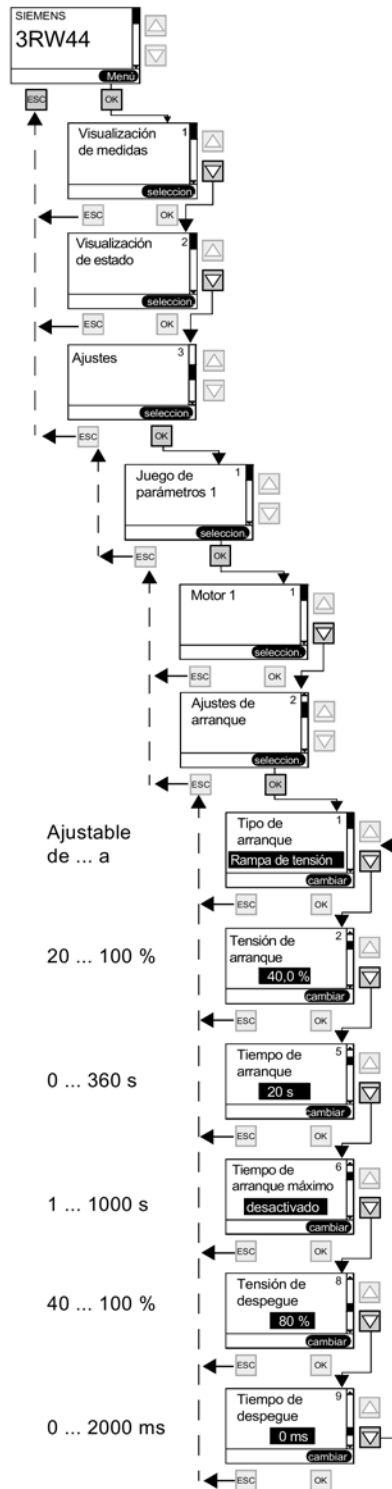 SIEMENS
3RW44
Menú
ESC
OK
Visualización
de medidas
1
seleccion.
ESC
OK
Visualización
de estado
2
seleccion.
ESC
OK
Ajustes
3
seleccion.
ESC
OK
Juego de
parámetros 1
1
seleccion.
ESC
OK
Motor 1
1
seleccion.
ESC
OK
Ajustes de
arranque
2
seleccion.
ESC
OK
Ajustable
de ... a
Tipo de
arranque
1
Rampa de tensión
cambiar
ESC
OK
20 ... 100 %
Tensión de
arranque
2
40,0 %
cambiar
ESC
OK
0 ... 360 s
Tiempo de
arranque
5
20 s
cambiar
ESC
OK
1 ... 1000 s
Tiempo de
arranque máximo
6
desactivado
cambiar
ESC
OK
40 ... 100 %
Tensión de
despegue
8
80 %
cambiar
ESC
OK
0 ... 2000 ms
Tiempo de
despegue
9
0 ms
cambiar
ESC
OK